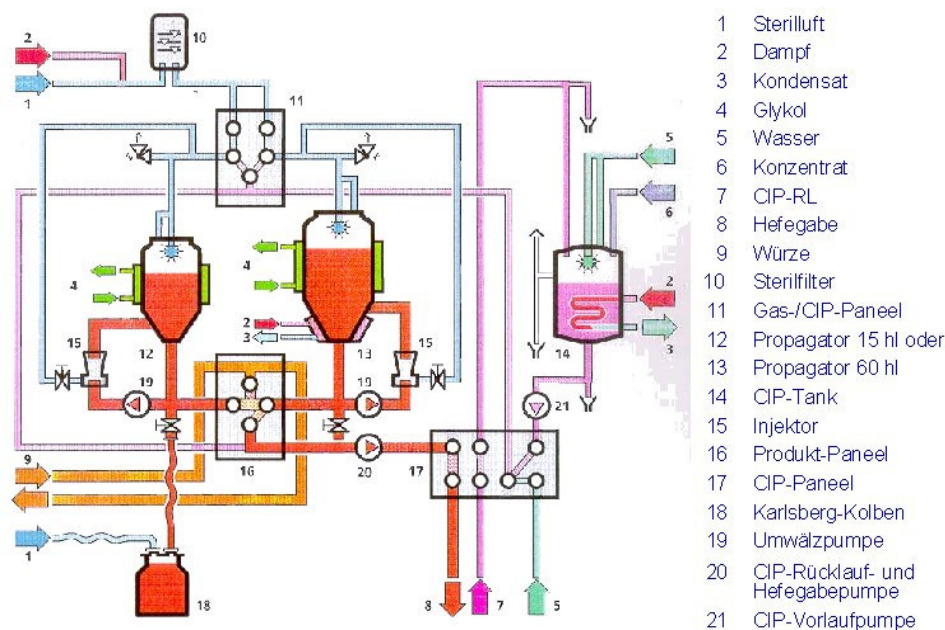 2
1
10
11
4
4
2
3
15
12
13
15
19
19
9
16
20
17
1
18
8
7
5
5
6
2
3
14
21
1 Sterilluft
2 Dampf
3 Kondensat
4 Glykol
5 Wasser
6 Konzentrat
7 CIP-RL
8 Hefegabe
9 Würze
10 Sterilfilter
11 Gas-/CIP-Paneel
12 Propagator 15 hl oder
13 Propagator 60 hl
14 CIP-Tank
15 Injektor
16 Produkt-Paneel
17 CIP-Paneel
18 Karlsberg-Kolben
19 Umwälzpumpe
20 CIP-Rücklauf- und
Hefegabepumpe
21 CIP-Vorlaufpumpe